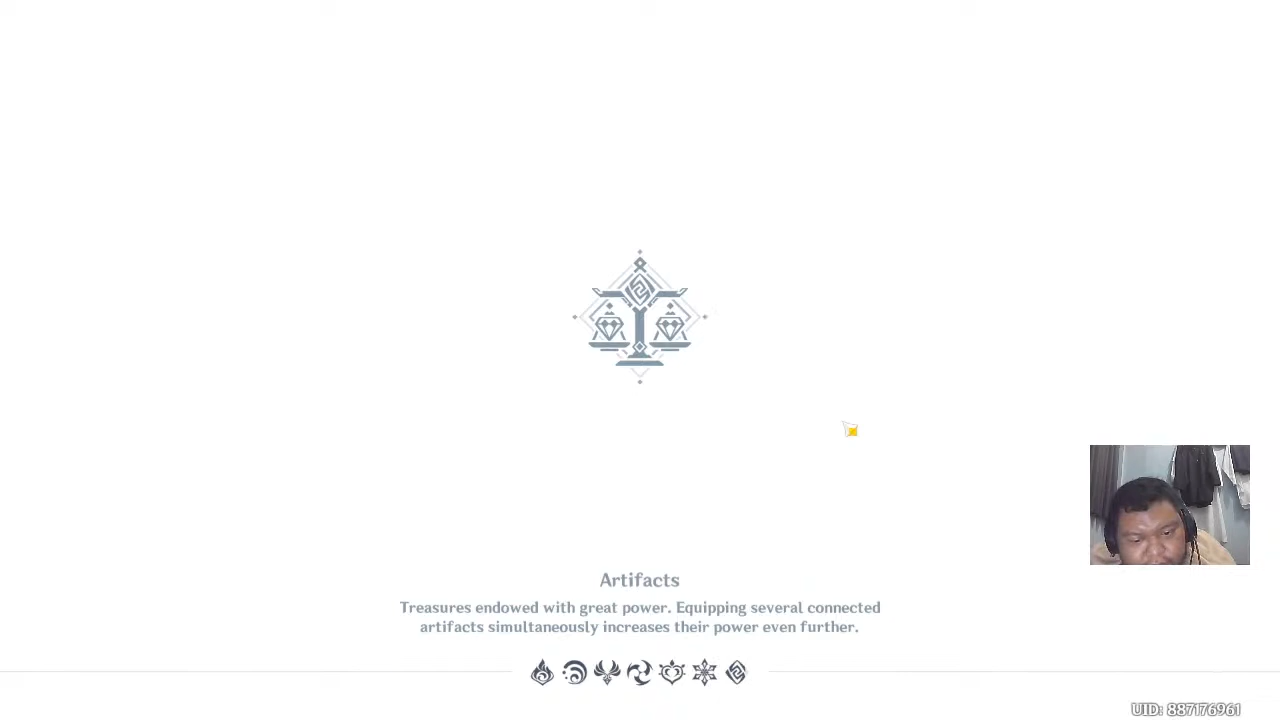 Artifacts
Treasures endowed with great power. Equipping several connected
artifacts simultaneously increases their power even further.
UID: 887176961